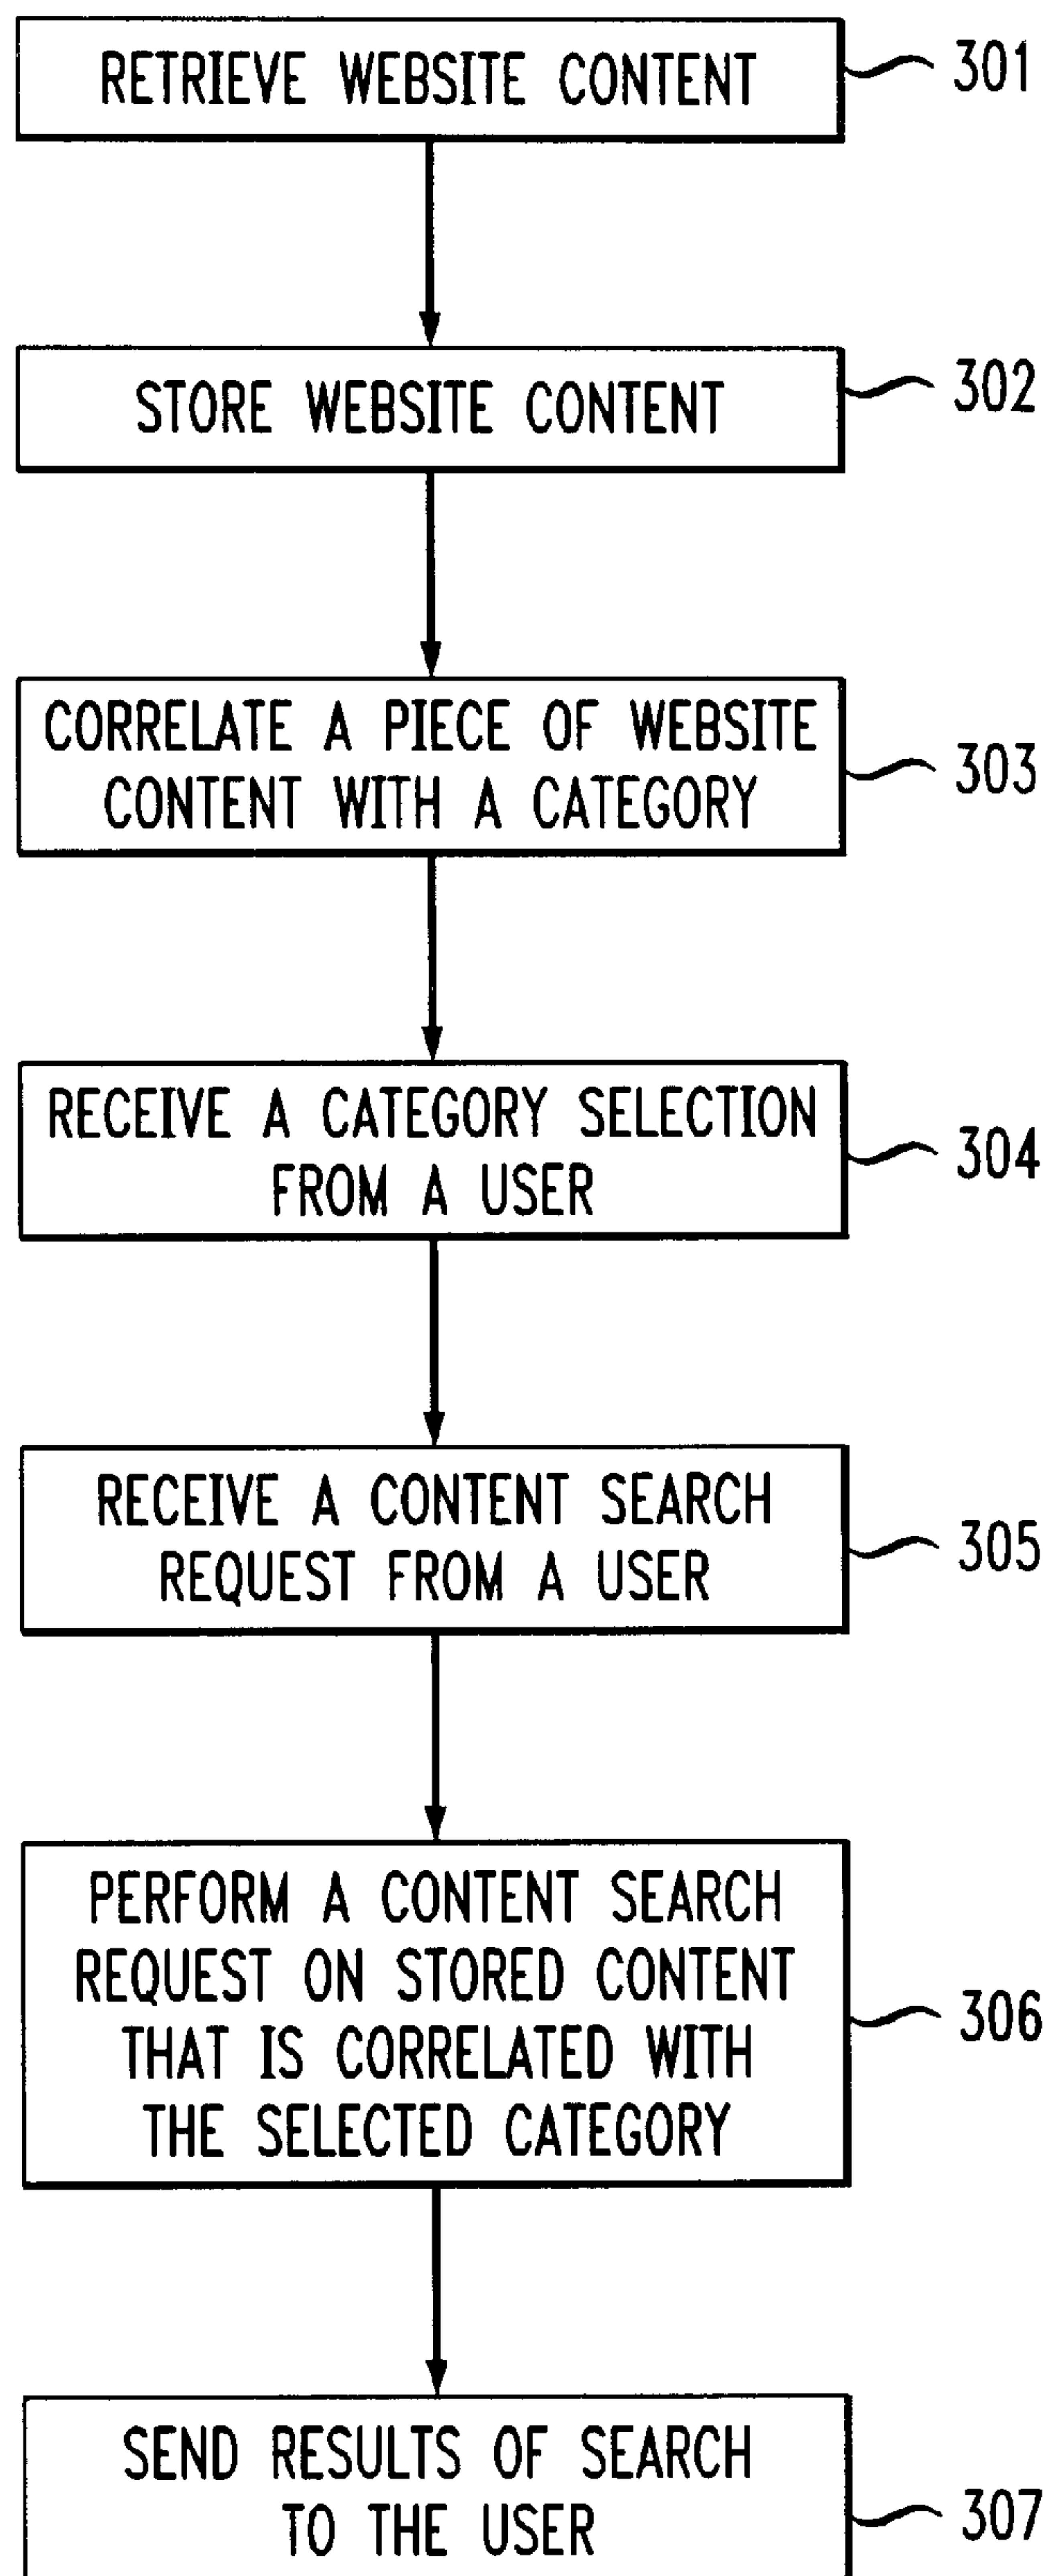 RETRIEVE WEBSITE CONTENT
301
STORE WEBSITE CONTENT
302
CORRELATE A PIECE OF WEBSITE
CONTENT WITH A CATEGORY
303
RECEIVE A CATEGORY SELECTION
FROM A USER
304
RECEIVE A CONTENT SEARCH
REQUEST FROM A USER
305
PERFORM A CONTENT SEARCH
REQUEST ON STORED CONTENT
THAT IS CORRELATED WITH
THE SELECTED CATEGORY
306
SEND RESULTS OF SEARCH
TO THE USER
307